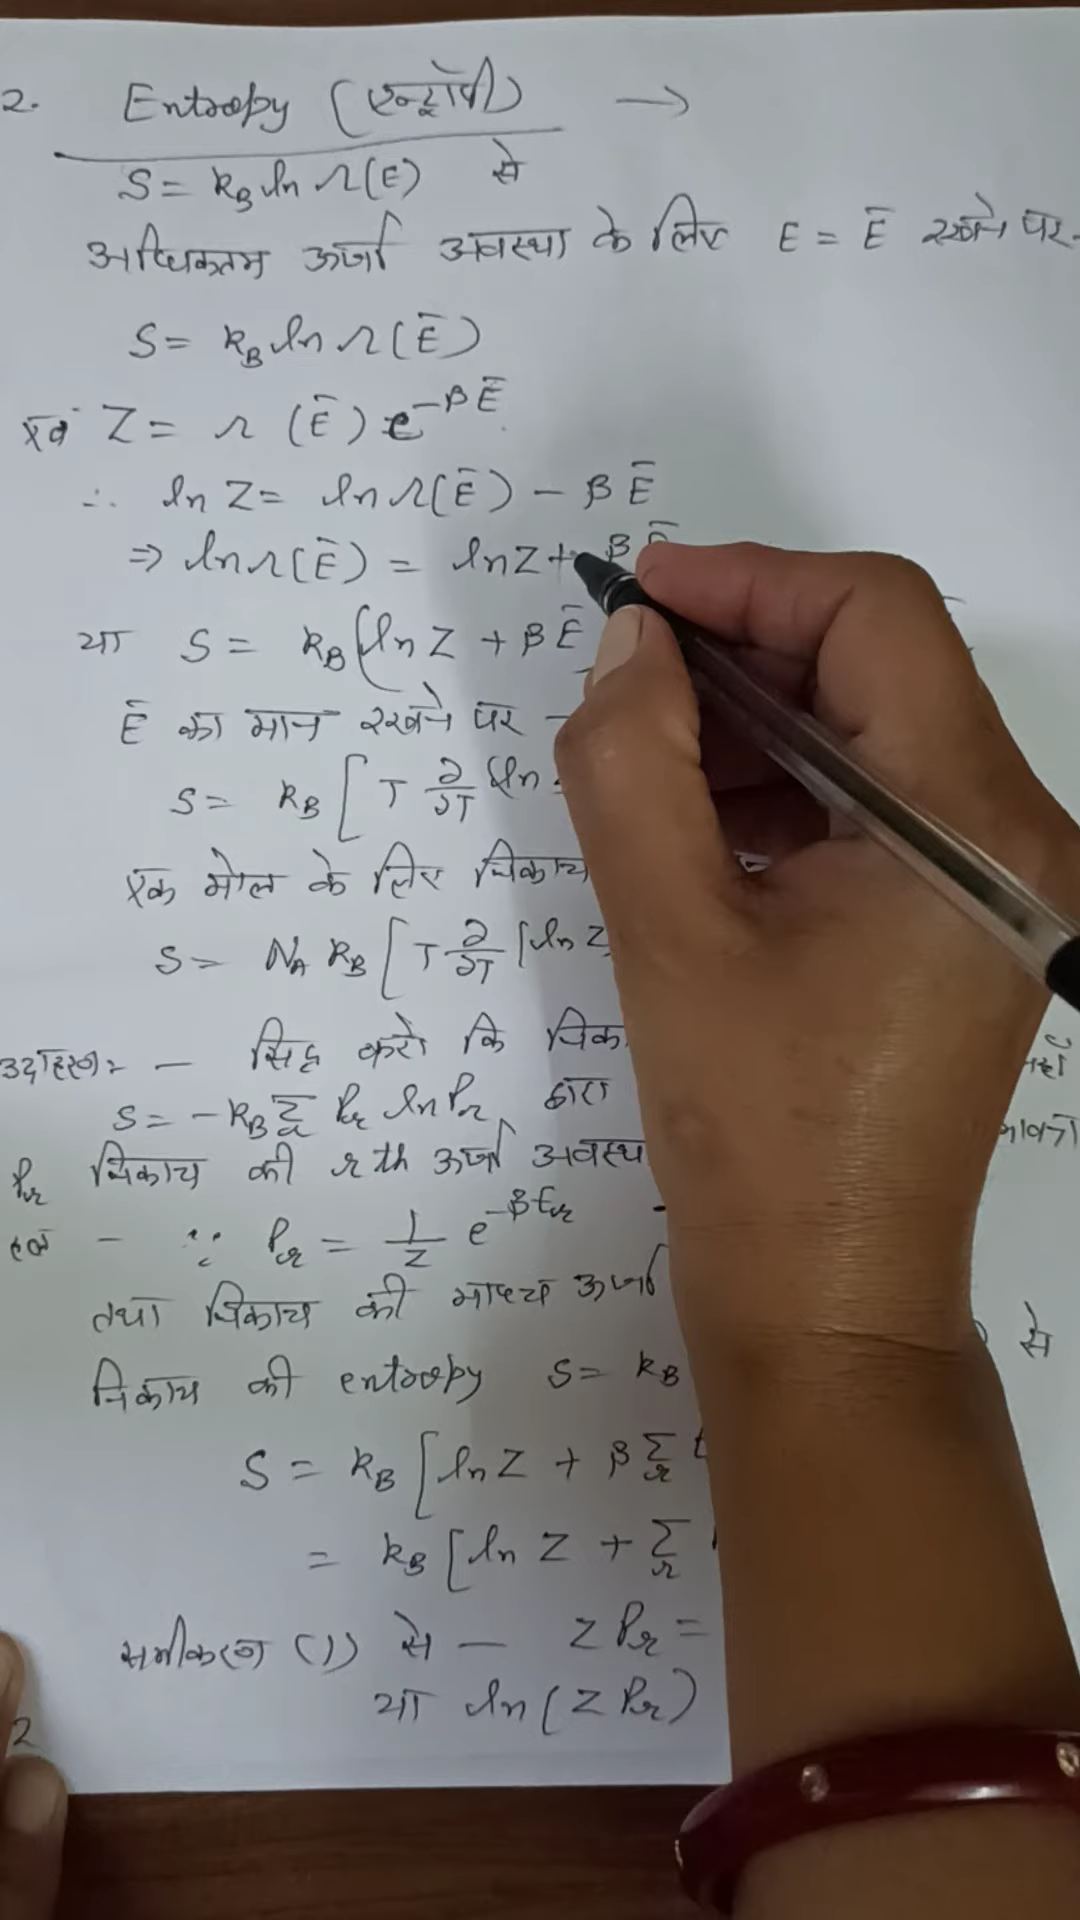 2. Entropy (एन्ट्रॉपी) →
S = k_B ln Ω(E) से
अधिकतम ऊर्जा अवस्था के लिए E = Ē रखने पर-
S = k_B ln Ω(Ē)
एवं Z = Ω (Ē) e^{-βĒ}
∴ ln Z = ln Ω(Ē) - βĒ
⇒ ln Ω(Ē) = ln Z + βĒ
या S = k_B [ln Z + βĒ
Ē का मान रखने पर -
S = k_B [ T ∂/∂T (ln
एक मोल के लिए निकाय
S = N_A k_B [ T ∂/∂T (ln Z
उदाहरण:- - सिद्ध करो कि
S = -k_B Σ_r P_r ln P_r द्वारा
P_r निकाय की rth ऊर्जा
हल - ∵ P_r = 1/Z e^{-βE_r} -
तथा निकाय की माध्य ऊर्जा से
निकाय की entropy S = k_B
S = k_B [ln Z + β Σ_r
= k_B [ln Z + Σ_r
समीकरण (1) से - Z P_r =
या ln (Z P_r)
2